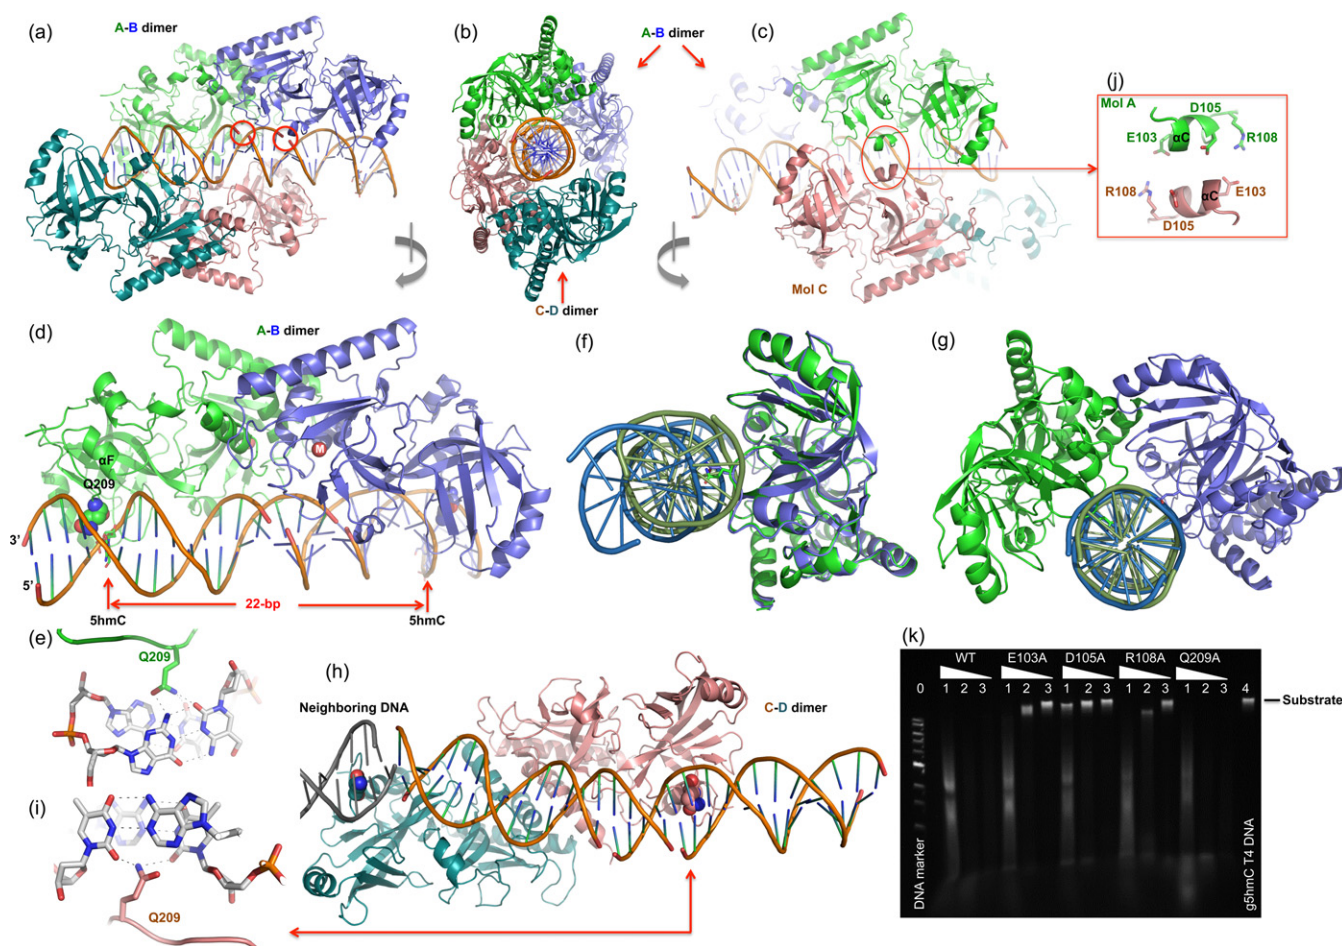 (a)
A-B dimer
(b)
A-B dimer
C-D dimer
(c)
Mol C
(j)
Mol A
D105
E103
αC
R108
R108
αC
E103
D105
(d)
A-B dimer
αF
Q209
M
3’
5’
22-bp
5hmC
5hmC
(f)
(g)
(e)
Q209
(h)
Neighboring DNA
C-D dimer
(i)
Q209
(k)
WT E103A D105A R108A Q209A
0 1 2 3 1 2 3 1 2 3 1 2 3 1 2 3 4
Substrate
DNA marker
g5hmC T4 DNA